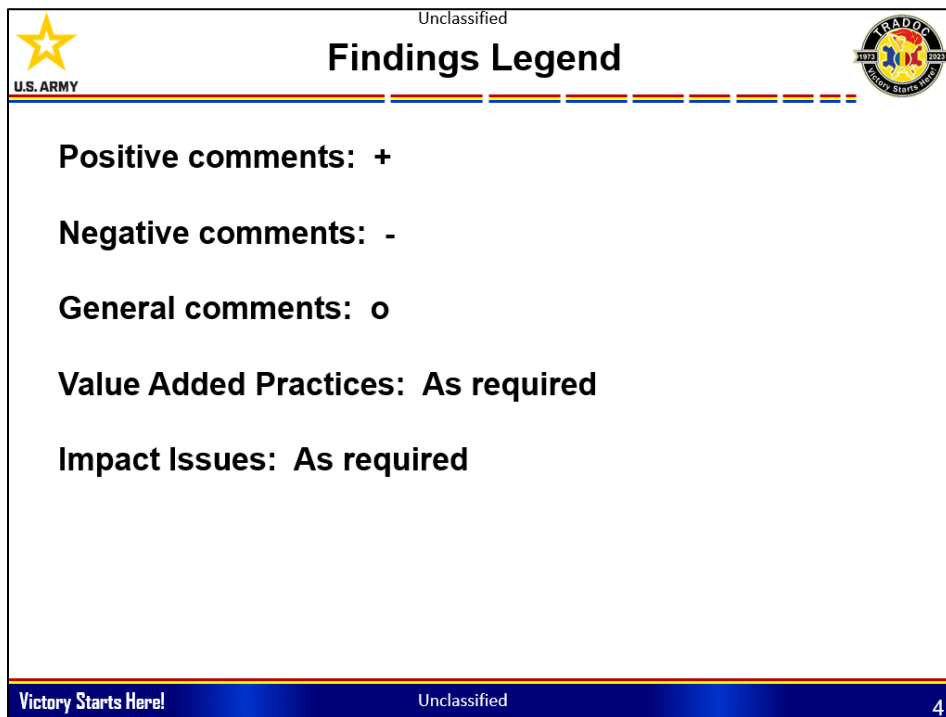 Unclassified
Findings Legend
U.S. ARMY
TRADOC
1973 2023
Victory Starts Here!
Positive comments:  +
Negative comments:  -
General comments:  o
Value Added Practices:  As required
Impact Issues:  As required
Victory Starts Here!
Unclassified
4